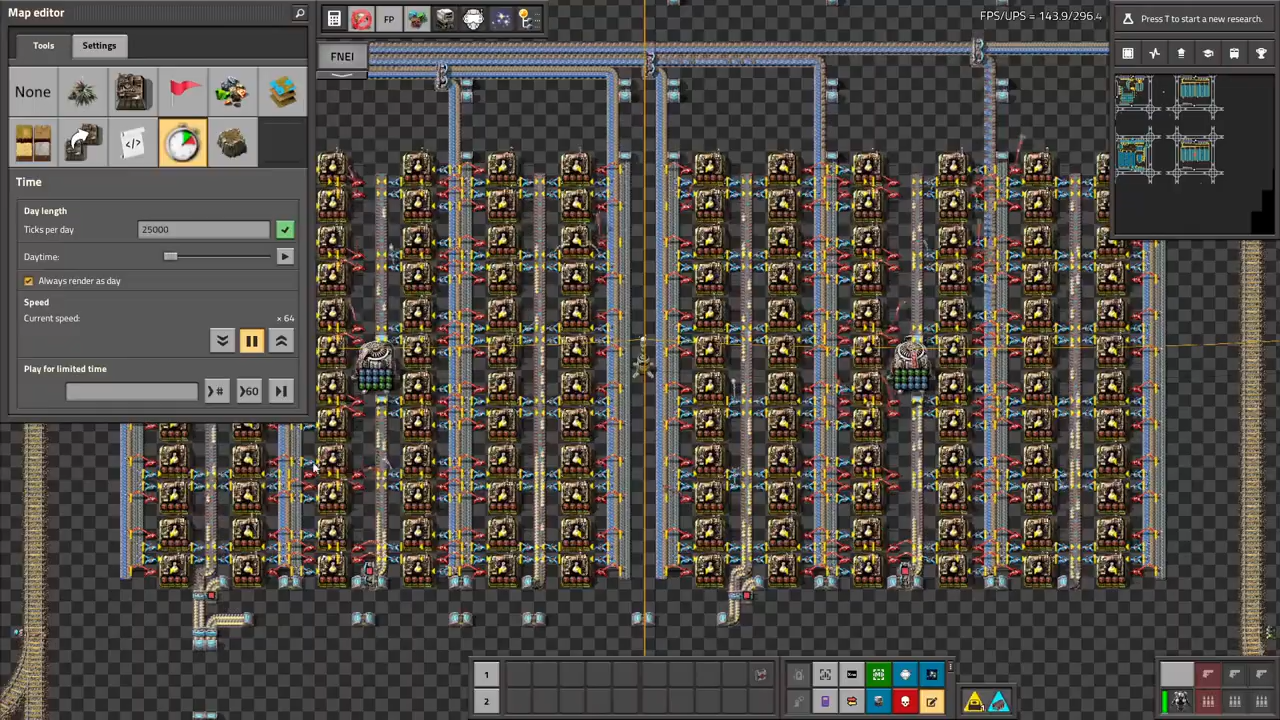 Map editor
FP
FPS/UPS = 143.9/296.4
Press T to start a new research.
Tools
Settings
FNEI
None
</>
Time
Day length
Ticks per day
25000
Daytime:
Always render as day
Speed
Current speed:
× 64
Play for limited time
#
60
1
2